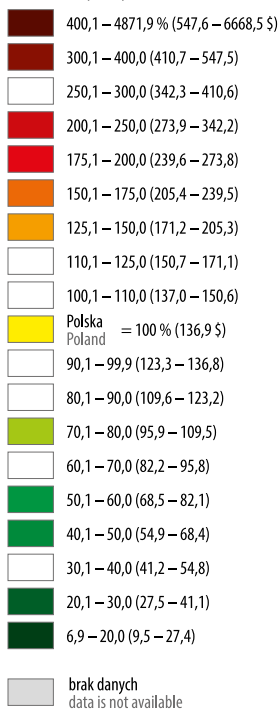 400,1 – 4871,9 % (547,6 – 6668,5 $)
300,1 – 400,0 (410,7 – 547,5)
250,1 – 300,0 (342,3 – 410,6)
200,1 – 250,0 (273,9 – 342,2)
175,1 – 200,0 (239,6 – 273,8)
150,1 – 175,0 (205,4 – 239,5)
125,1 – 150,0 (171,2 – 205,3)
110,1 – 125,0 (150,7 – 171,1)
100,1 – 110,0 (137,0 – 150,6)
Polska = 100 % (136,9 $)
Poland
90,1 – 99,9 (123,3 – 136,8)
80,1 – 90,0 (109,6 – 123,2)
70,1 – 80,0 (95,9 – 109,5)
60,1 – 70,0 (82,2 – 95,8)
50,1 – 60,0 (68,5 – 82,1)
40,1 – 50,0 (54,9 – 68,4)
30,1 – 40,0 (41,2 – 54,8)
20,1 – 30,0 (27,5 – 41,1)
6,9 – 20,0 (9,5 – 27,4)
brak danych
data is not available